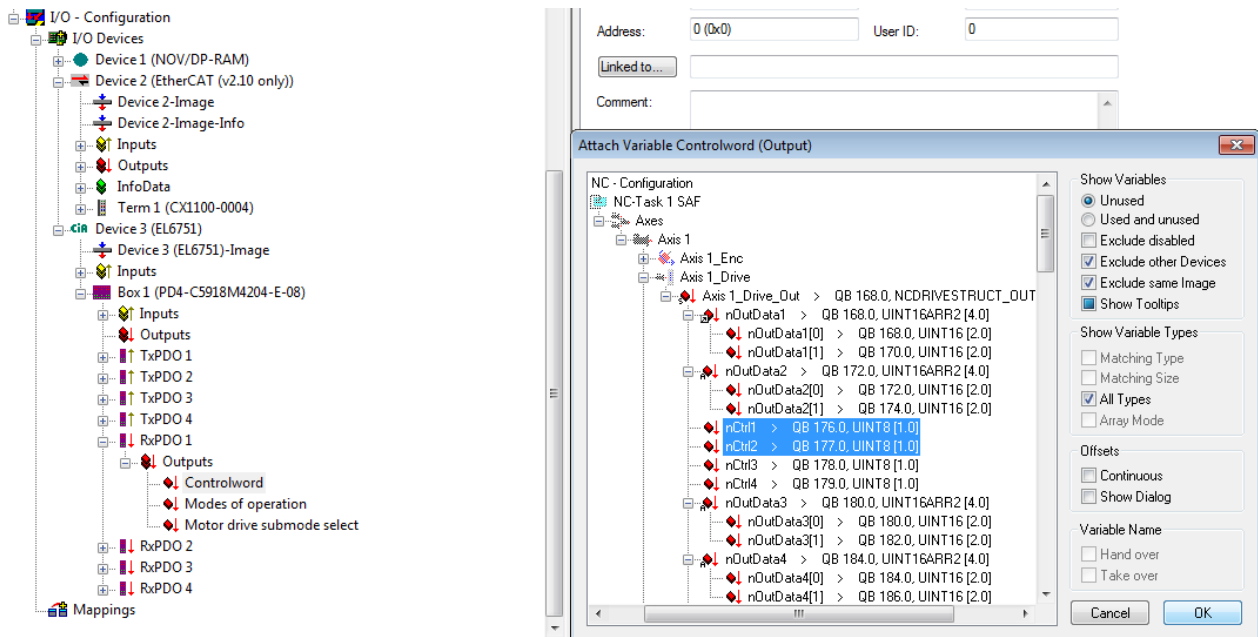 I/O - Configuration
I/O Devices
Device 1 (NOV/DP-RAM)
Device 2 (EtherCAT (v2.10 only))
Device 2-Image
Device 2-Image-Info
Inputs
Outputs
InfoData
Term 1 (CX1100-0004)
CiA Device 3 (EL6751)
Device 3 (EL6751)-Image
Inputs
Box 1 (PD4-C5918M4204-E-08)
Inputs
Outputs
TxPDO 1
TxPDO 2
TxPDO 3
TxPDO 4
RxPDO 1
Outputs
Controlword
Modes of operation
Motor drive submode select
RxPDO 2
RxPDO 3
RxPDO 4
Mappings
Address: 0 (0x0) User ID: 0
Linked to...
Comment:
Attach Variable Controlword (Output)
NC - Configuration
NC-Task 1 SAF
Axes
Axis 1
Axis 1_Enc
Axis 1_Drive
Axis 1_Drive_Out > QB 168.0, NCDRIVESTRUCT_OUT
nOutData1 > QB 168.0, UINT16ARR2 [4.0]
nOutData1[0] > QB 168.0, UINT16 [2.0]
nOutData1[1] > QB 170.0, UINT16 [2.0]
nOutData2 > QB 172.0, UINT16ARR2 [4.0]
nOutData2[0] > QB 172.0, UINT16 [2.0]
nOutData2[1] > QB 174.0, UINT16 [2.0]
nCtrl1 > QB 176.0, UINT8 [1.0]
nCtrl2 > QB 177.0, UINT8 [1.0]
nCtrl3 > QB 178.0, UINT8 [1.0]
nCtrl4 > QB 179.0, UINT8 [1.0]
nOutData3 > QB 180.0, UINT16ARR2 [4.0]
nOutData3[0] > QB 180.0, UINT16 [2.0]
nOutData3[1] > QB 182.0, UINT16 [2.0]
nOutData4 > QB 184.0, UINT16ARR2 [4.0]
nOutData4[0] > QB 184.0, UINT16 [2.0]
nOutData4[1] > QB 186.0, UINT16 [2.0]
Show Variables
Unused
Used and unused
Exclude disabled
Exclude other Devices
Exclude same Image
Show Tooltips
Show Variable Types
Matching Type
Matching Size
All Types
Array Mode
Offsets
Continuous
Show Dialog
Variable Name
Hand over
Take over
Cancel OK